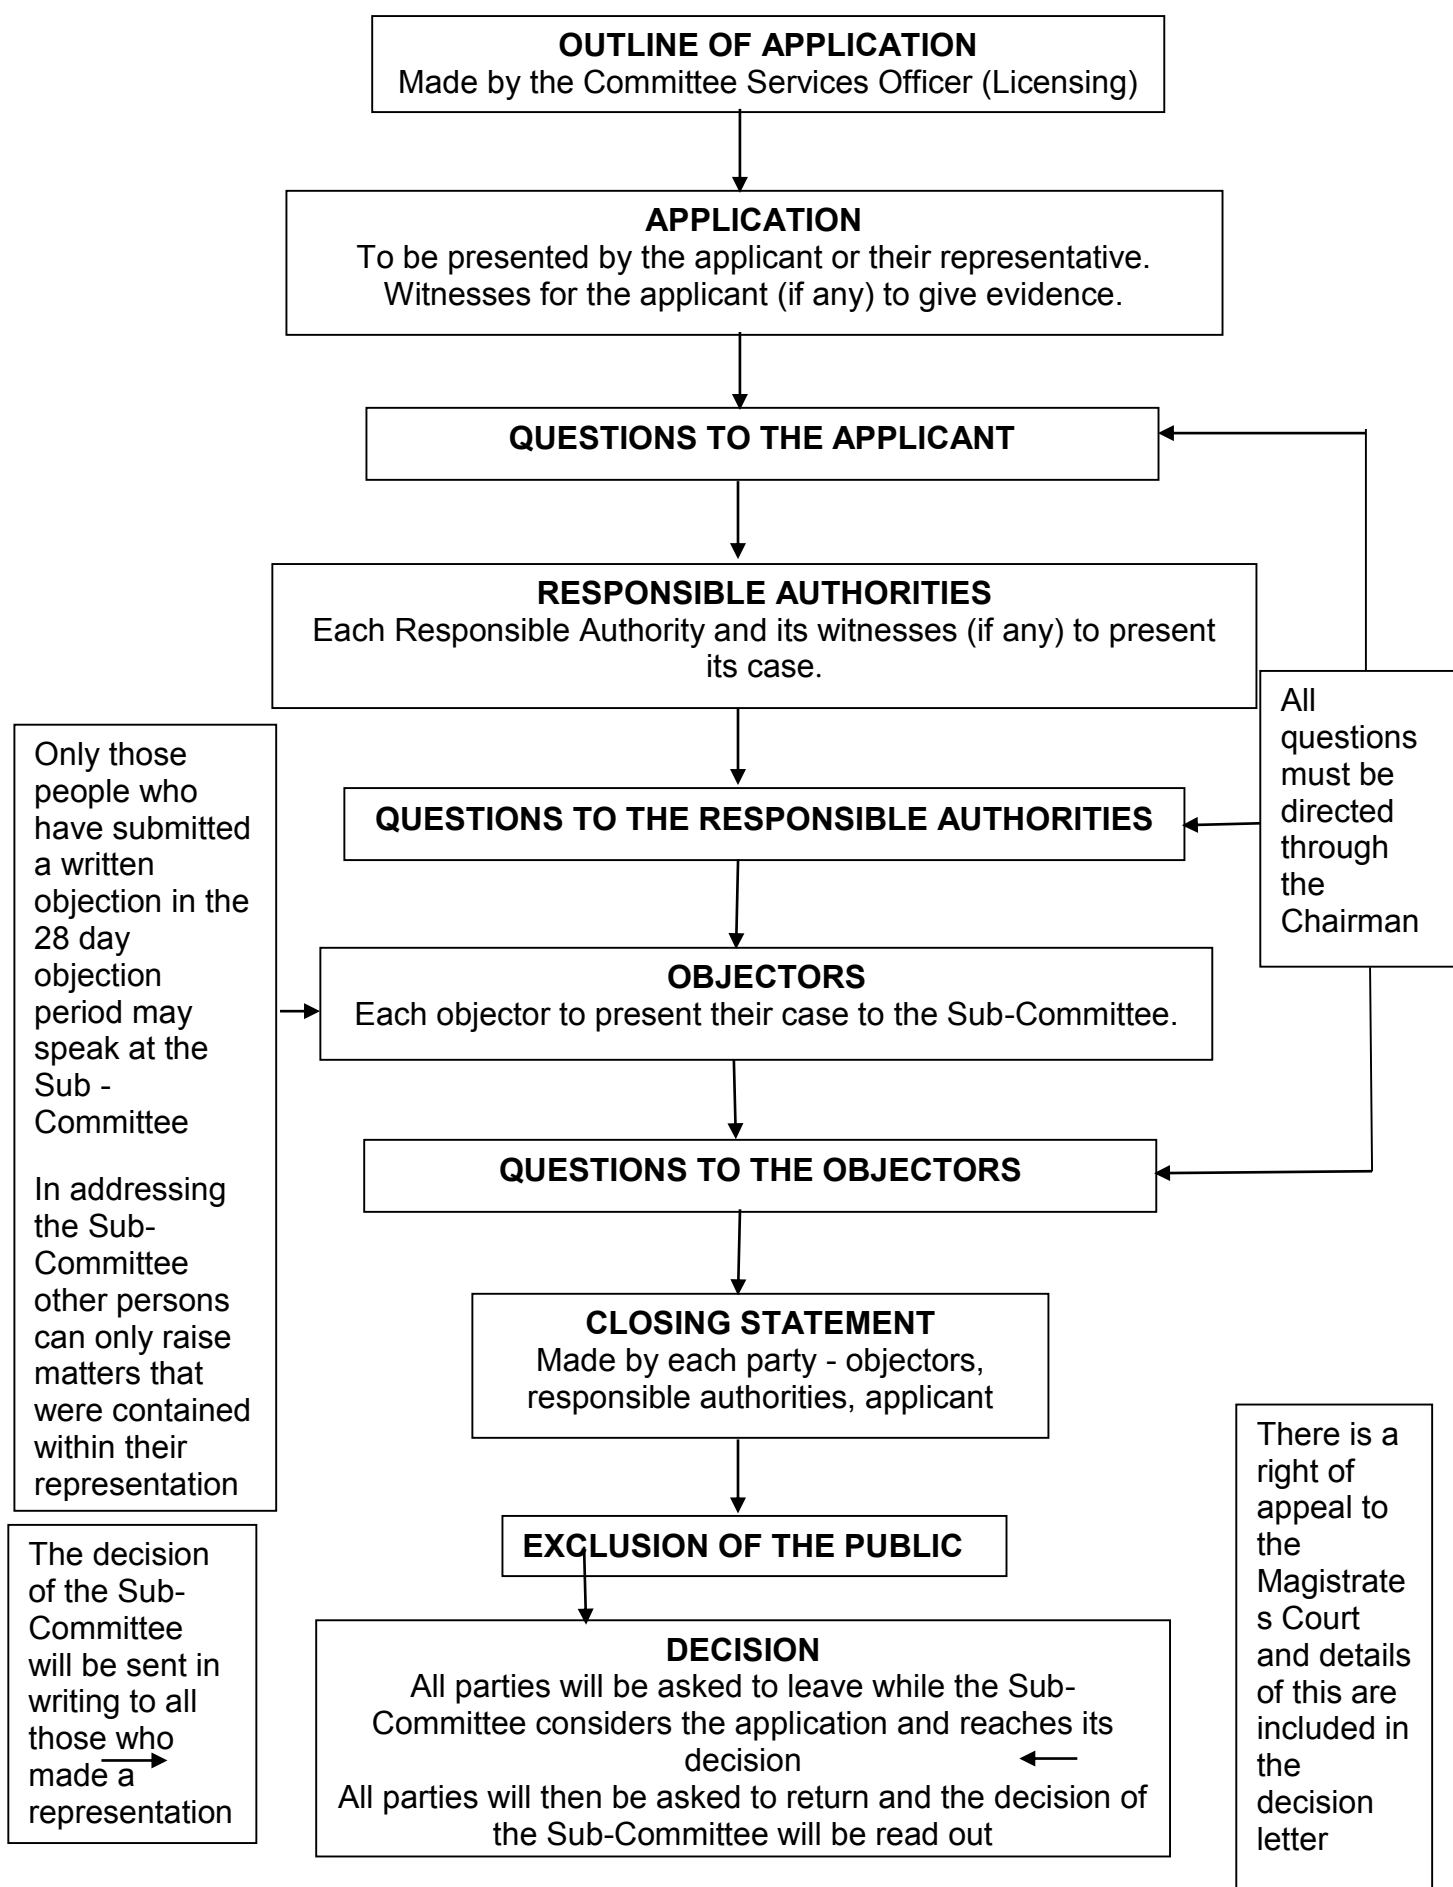 OUTLINE OF APPLICATION
Made by the Committee Services Officer (Licensing)
APPLICATION
To be presented by the applicant or their representative.
Witnesses for the applicant (if any) to give evidence.
QUESTIONS TO THE APPLICANT
RESPONSIBLE AUTHORITIES
Each Responsible Authority and its witnesses (if any) to present
its case.
All
questions
must be
directed
through
the
Chairman
Only those
people who
have submitted
a written
objection in the
28 day
objection
period may
speak at the
Sub -
Committee
In addressing
the Sub-
Committee
other persons
can only raise
matters that
were contained
within their
representation
QUESTIONS TO THE RESPONSIBLE AUTHORITIES
OBJECTORS
Each objector to present their case to the Sub-Committee.
QUESTIONS TO THE OBJECTORS
CLOSING STATEMENT
Made by each party - objectors,
responsible authorities, applicant
There is a
right of
appeal to
the
Magistrate
s Court
and details
of this are
included in
the
decision
letter
EXCLUSION OF THE PUBLIC
The decision
of the Sub-
Committee
will be sent in
writing to all
those who
made a
representation
DECISION
All parties will be asked to leave while the Sub-
Committee considers the application and reaches its
decision
All parties will then be asked to return and the decision of
the Sub-Committee will be read out